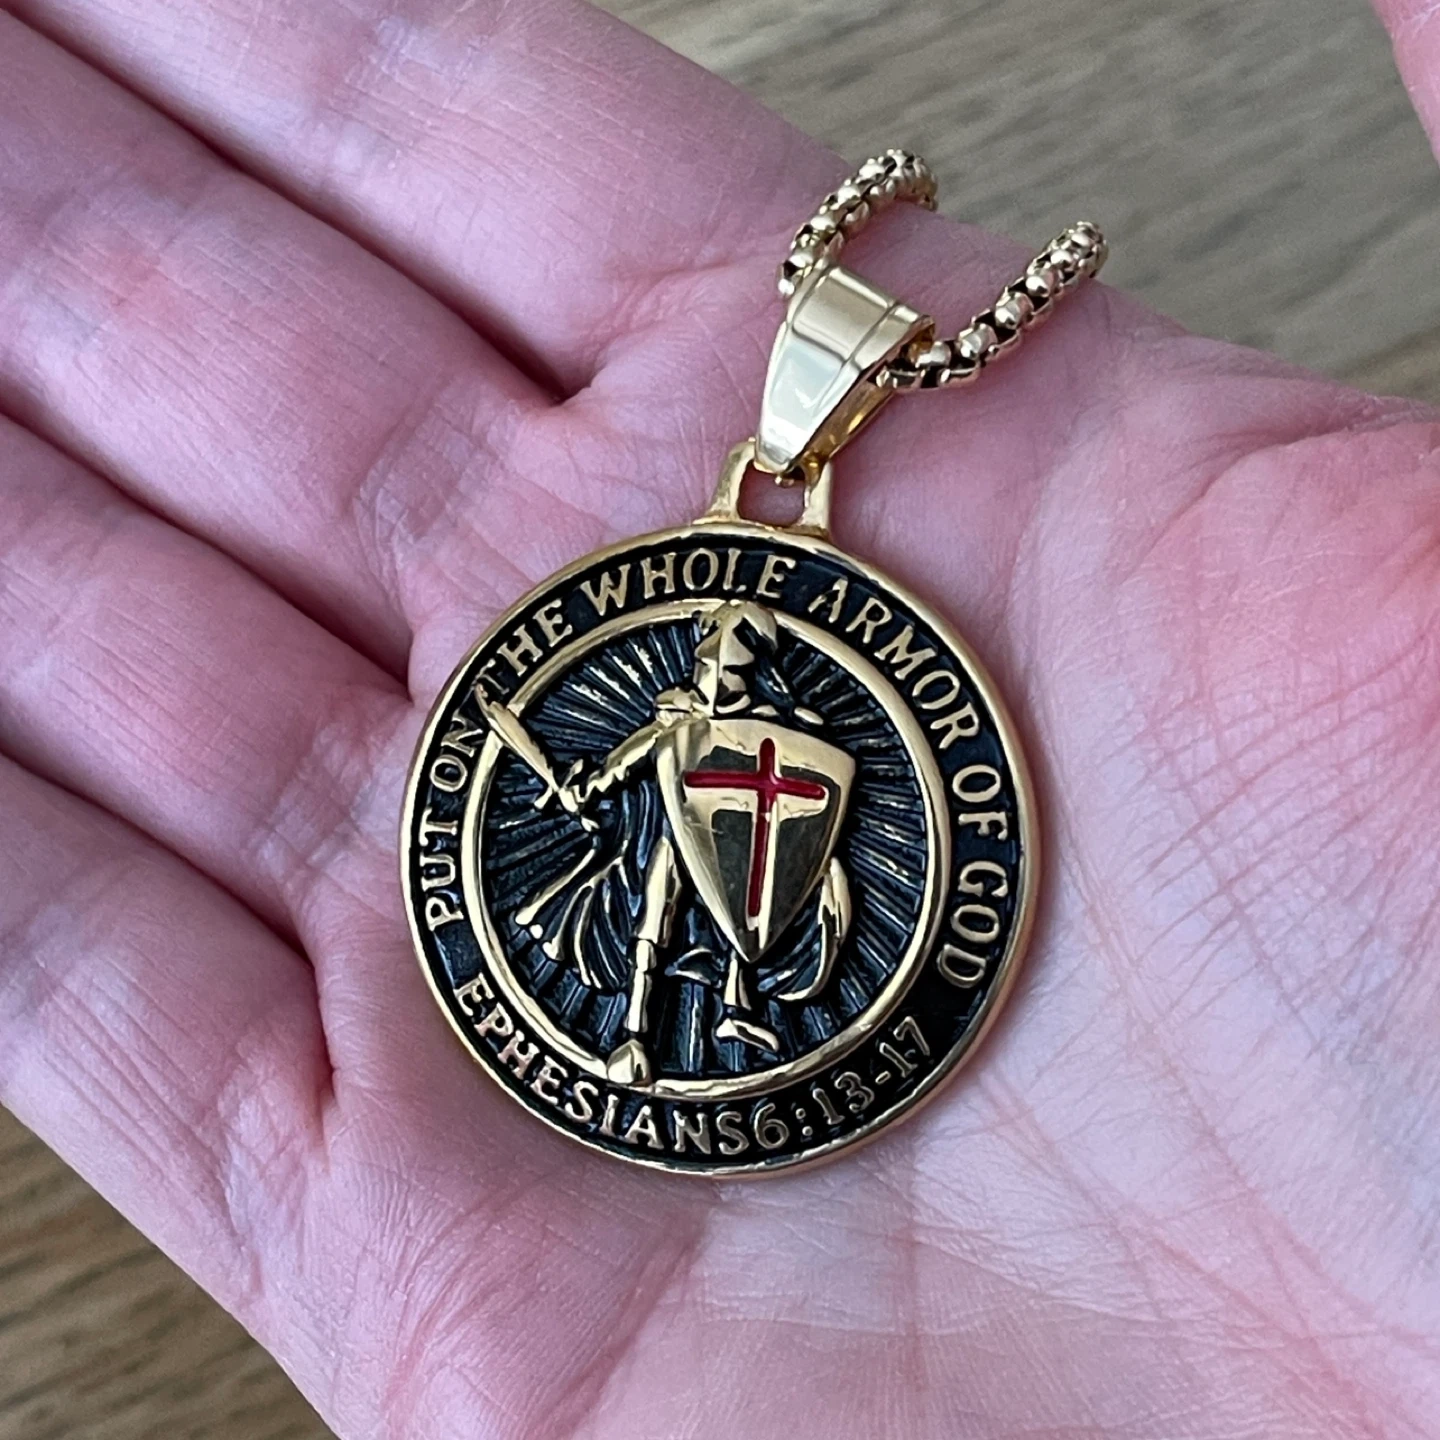 PUT ON THE WHOLE ARMOR OF GOD
EPHESIANS6:13-17